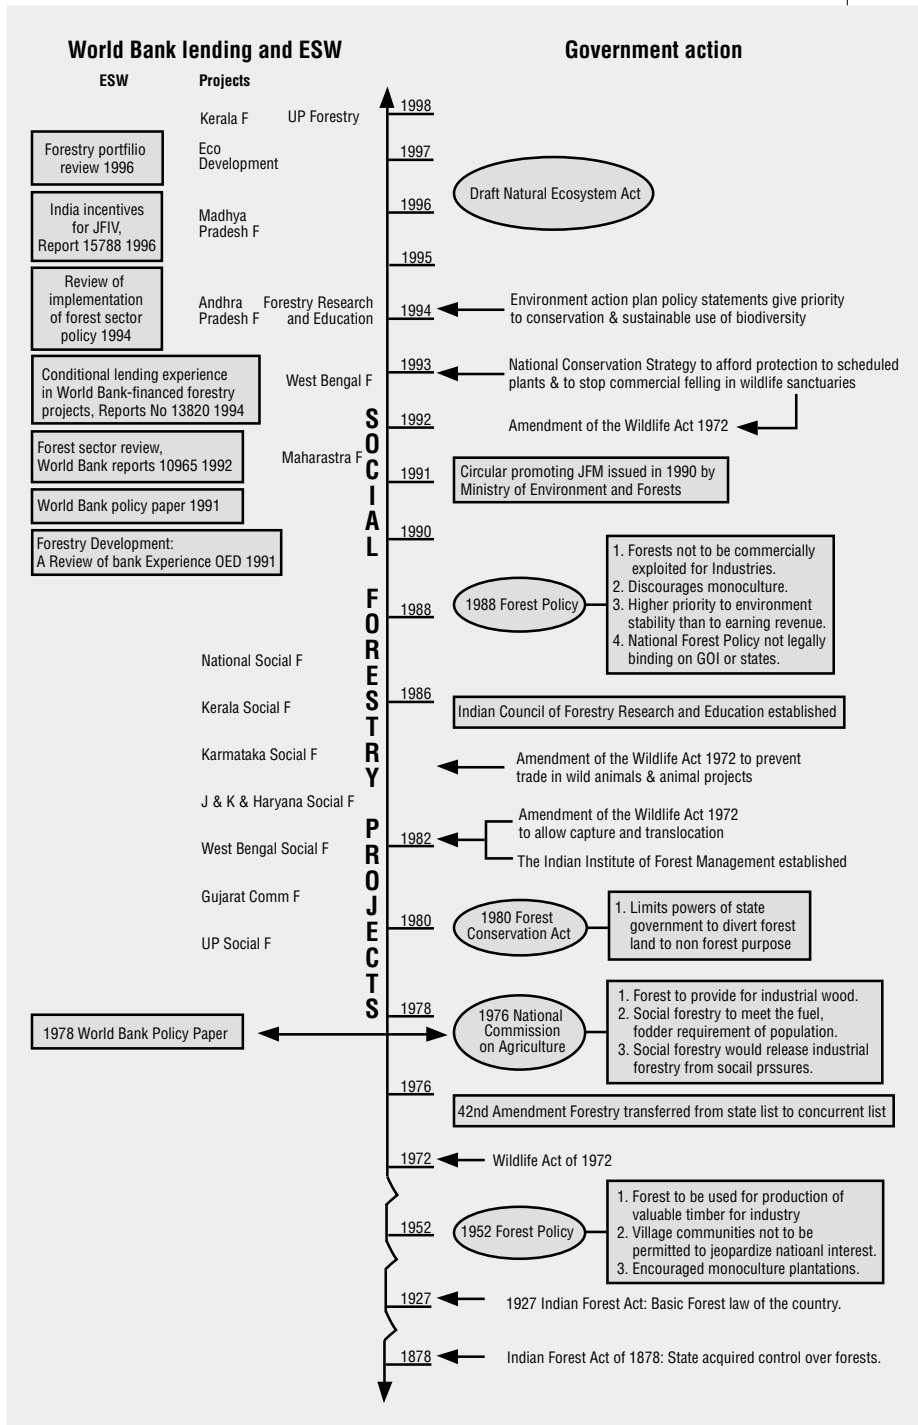 World Bank lending and ESW
Government action
ESW
Projects
1998
Kerala F
UP Forestry
Forestry portfolio
review 1996
Eco
Development
1997
Draft Natural Ecosystem Act
India incentives
for JFIV,
Report 15788 1996
Madhya
Pradesh F
1996
1995
Review of
implementation
of forest sector
policy 1994
Andhra
Pradesh F
Forestry Research
and Education
1994
Environment action plan policy statements give priority
to conservation & sustainable use of biodiversity
1993
National Conservation Strategy to afford protection to scheduled
plants & to stop commercial felling in wildlife sanctuaries
Conditional lending experience
in World Bank-financed forestry
projects, Reports No 13820 1994
West Bengal F
1992
Amendment of the Wildlife Act 1972
Forest sector review,
World Bank reports 10965 1992
Maharastra F
1991
Circular promoting JFM issued in 1990 by
Ministry of Environment and Forests
World Bank policy paper 1991
1990
Forestry Development:
A Review of bank Experience OED 1991
SOCIAL FORESTRY PROJECTS
1988
1988 Forest Policy
1. Forests not to be commercially
exploited for Industries.
2. Discourages monoculture.
3. Higher priority to environment
stability than to earning revenue.
4. National Forest Policy not legally
binding on GOI or states.
National Social F
1986
Kerala Social F
Indian Council of Forestry Research and Education established
Karmataka Social F
Amendment of the Wildlife Act 1972 to prevent
trade in wild animals & animal projects
J & K & Haryana Social F
1982
Amendment of the Wildlife Act 1972
to allow capture and translocation
The Indian Institute of Forest Management established
West Bengal Social F
Gujarat Comm F
1980
1980 Forest
Conservation Act
1. Limits powers of state
government to divert forest
land to non forest purpose
UP Social F
1978
1978 World Bank Policy Paper
1976 National
Commission
on Agriculture
1. Forest to provide for industrial wood.
2. Social forestry to meet the fuel,
fodder requirement of population.
3. Social forestry would release industrial
forestry from socail prssures.
1976
42nd Amendment Forestry transferred from state list to concurrent list
1972
Wildlife Act of 1972
1952
1952 Forest Policy
1. Forest to be used for production of
valuable timber for industry
2. Village communities not to be
permitted to jeopardize natioanl interest.
3. Encouraged monoculture plantations.
1927
1927 Indian Forest Act: Basic Forest law of the country.
1878
Indian Forest Act of 1878: State acquired control over forests.